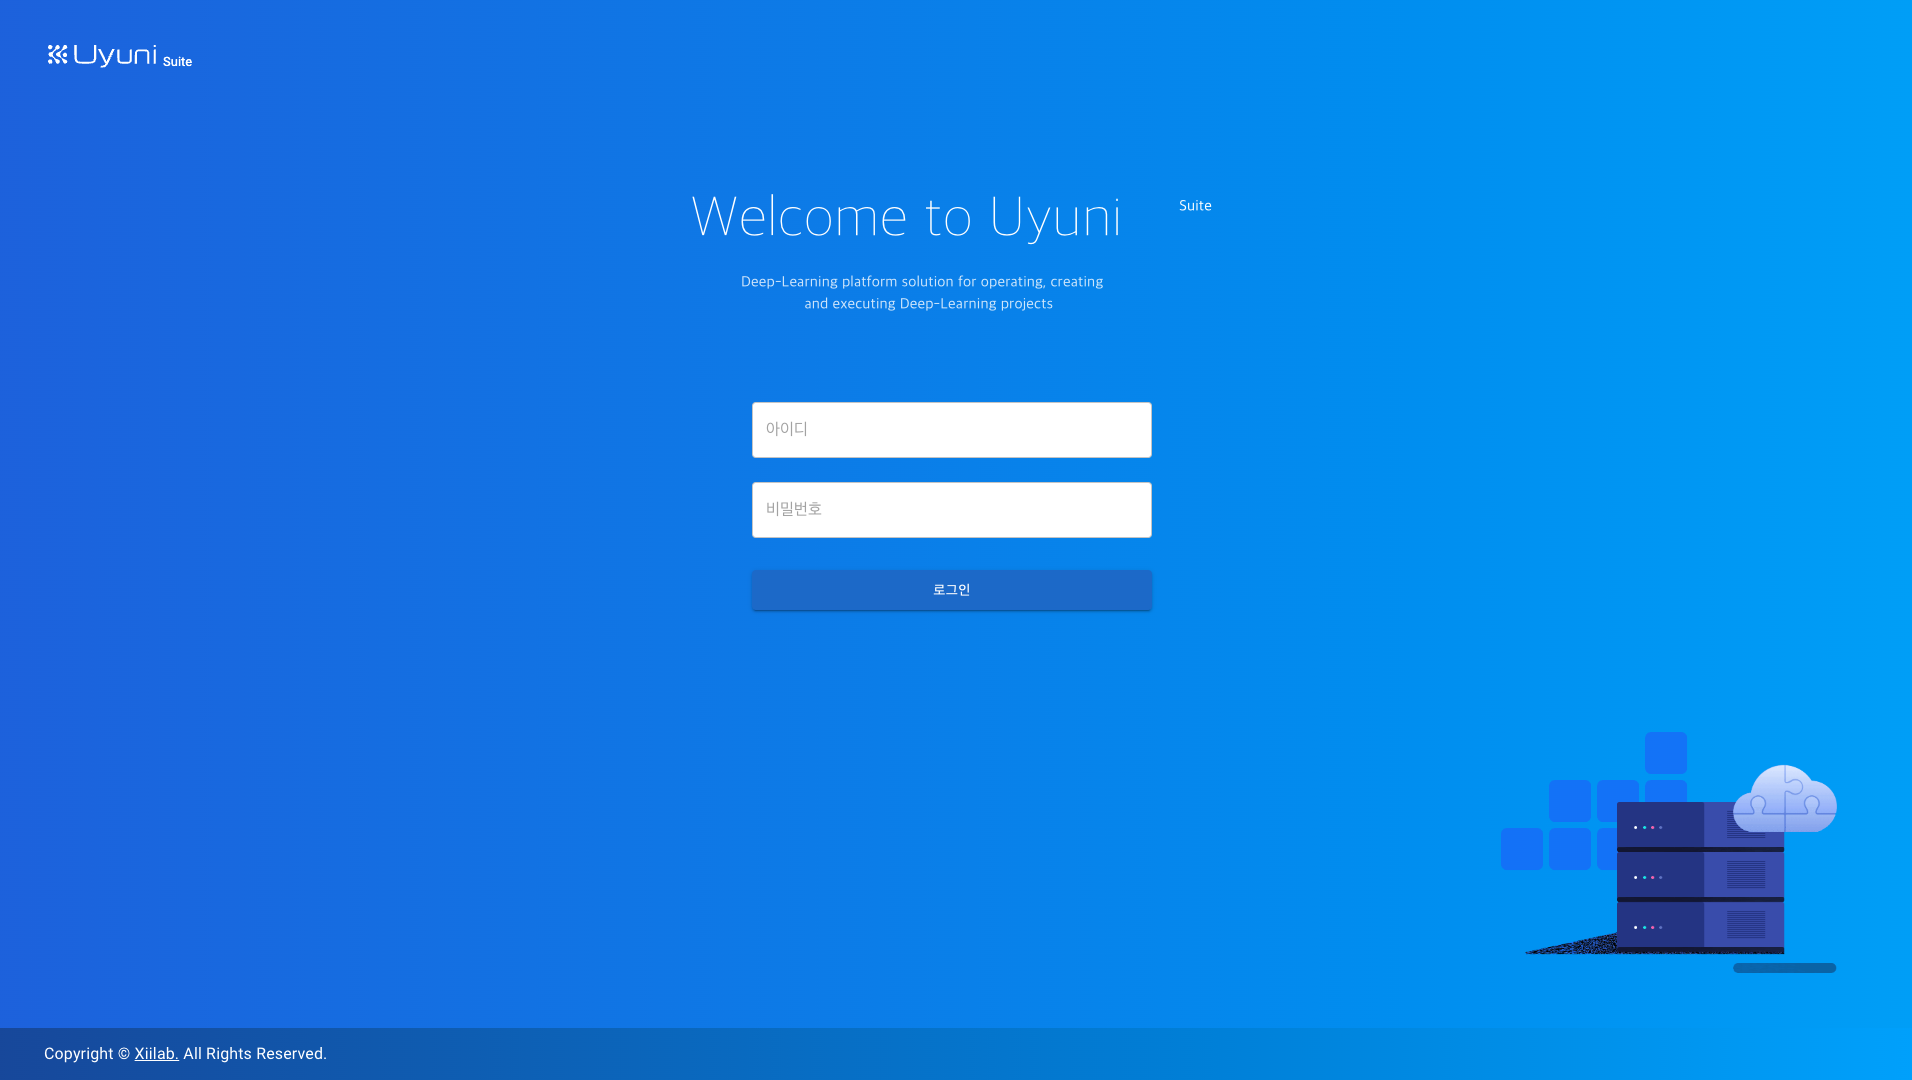 Uyuni Suite
Welcome to Uyuni Suite
Deep-Learning platform solution for operating, creating
and executing Deep-Learning projects
아이디
비밀번호
로그인
Copyright © Xiilab. All Rights Reserved.